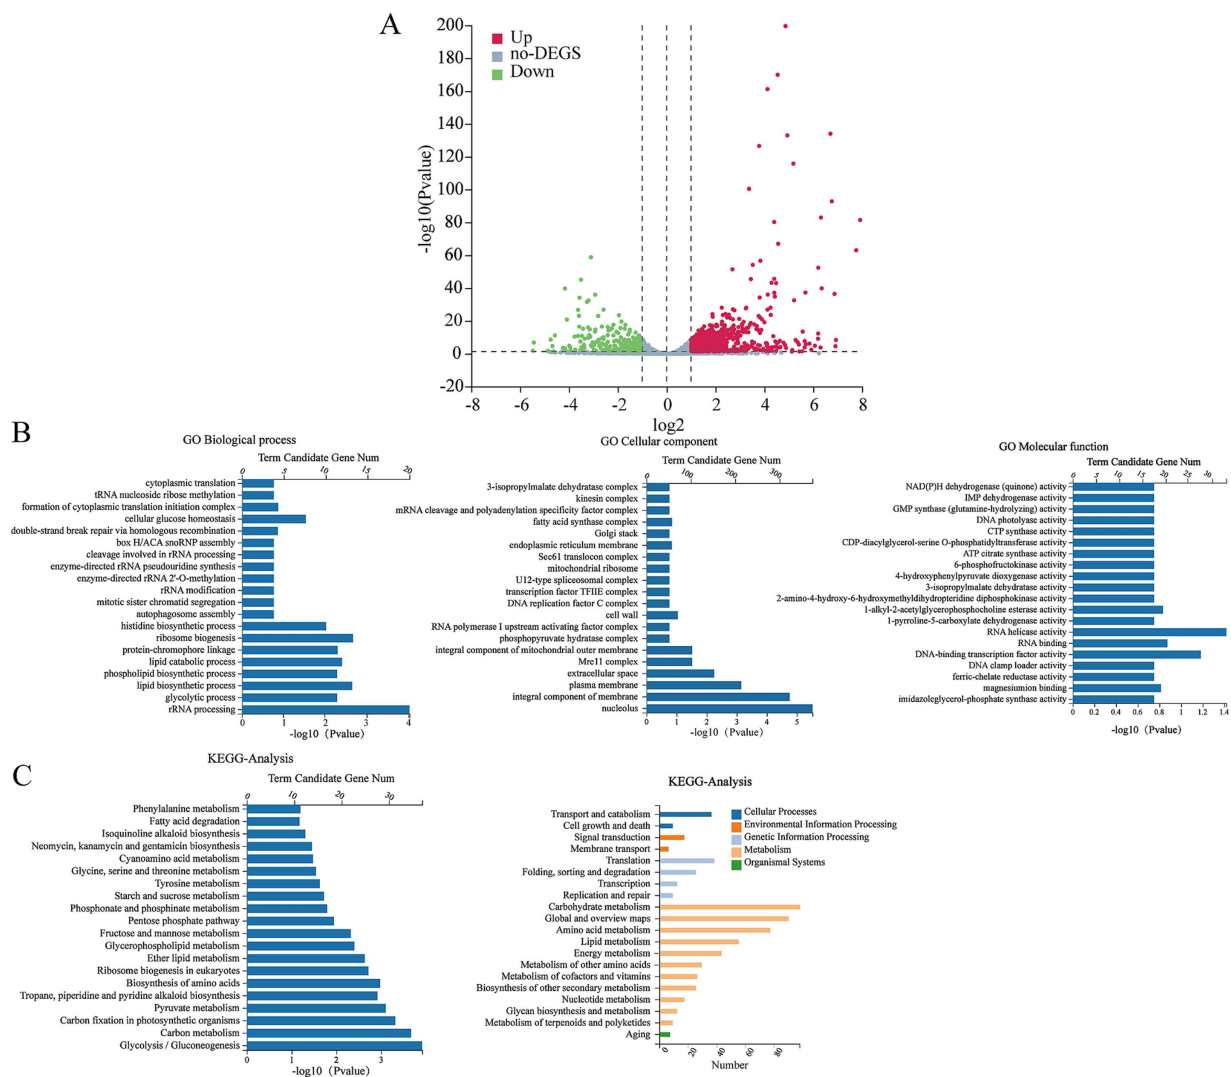 A
200
180
160
140
120
100
80
60
40
20
0
-20
-log10(Pvalue)
Up
no-DEGS
Down
-8 -6 -4 -2 0 2 4 6 8
log2
B
GO Biological process
Term Candidate Gene Num
0 5 10 15 20
cytoplasmic translation
tRNA nucleoside ribose methylation
formation of cytoplasmic translation initiation complex
cellular glucose homeostasis
double-strand break repair via homologous recombination
box H/ACA snoRNP assembly
cleavage involved in rRNA processing
enzyme-directed rRNA pseudouridine synthesis
enzyme-directed rRNA 2'-O-methylation
rRNA modification
mitotic sister chromatid segregation
autophagosome assembly
histidine biosynthetic process
ribosome biogenesis
protein-chromophore linkage
lipid catabolic process
phospholipid biosynthetic process
lipid biosynthetic process
glycolytic process
rRNA processing
0 1 2 3 4
-log10（Pvalue）
GO Cellular component
Term Candidate Gene Num
0 100 200 300
3-isopropylmalate dehydratase complex
kinesin complex
mRNA cleavage and polyadenylation specificity factor complex
fatty acid synthase complex
Golgi stack
endoplasmic reticulum membrane
Sec61 translocon complex
mitochondrial ribosome
U12-type spliceosomal complex
transcription factor TFIIE complex
DNA replication factor C complex
cell wall
RNA polymerase I upstream activating factor complex
phosphopyruvate hydratase complex
integral component of mitochondrial outer membrane
Mre11 complex
extracellular space
plasma membrane
integral component of membrane
nucleolus
0 1 2 3 4 5
-log10（Pvalue）
GO Molecular function
Term Candidate Gene Num
0 5 10 15 20 25 30
NAD(P)H dehydrogenase (quinone) activity
IMP dehydrogenase activity
GMP synthase (glutamine-hydrolyzing) activity
DNA photolyase activity
CTP synthase activity
CDP-diacylglycerol-serine O-phosphatidyltransferase activity
ATP citrate synthase activity
6-phosphofructokinase activity
4-hydroxyphenylpyruvate dioxygenase activity
3-isopropylmalate dehydratase activity
2-amino-4-hydroxy-6-hydroxymethyldihydropteridine diphosphokinase activity
1-alkyl-2-acetylglycerophosphocholine esterase activity
1-pyrroline-5-carboxylate dehydrogenase activity
RNA helicase activity
RNA binding
DNA-binding transcription factor activity
DNA clamp loader activity
ferric-chelate reductase activity
magnesiumion binding
imidazoleglycerol-phosphate synthase activity
0 0.2 0.4 0.6 0.8 1 1.2 1.4
-log10（Pvalue）
C
KEGG-Analysis
Term Candidate Gene Num
0 10 20 30
Phenylalanine metabolism
Fatty acid degradation
Isoquinoline alkaloid biosynthesis
Neomycin, kanamycin and gentamicin biosynthesis
Cyanoamino acid metabolism
Glycine, serine and threonine metabolism
Tyrosine metabolism
Starch and sucrose metabolism
Phosphonate and phosphinate metabolism
Pentose phosphate pathway
Fructose and mannose metabolism
Glycerophospholipid metabolism
Ether lipid metabolism
Ribosome biogenesis in eukaryotes
Biosynthesis of amino acids
Tropane, piperidine and pyridine alkaloid biosynthesis
Pyruvate metabolism
Carbon fixation in photosynthetic organisms
Carbon metabolism
Glycolysis / Gluconeogenesis
0 1 2 3
-log10（Pvalue）
KEGG-Analysis
Transport and catabolism
Cell growth and death
Signal transduction
Membrane transport
Translation
Folding, sorting and degradation
Transcription
Replication and repair
Carbohydrate metabolism
Global and overview maps
Amino acid metabolism
Lipid metabolism
Energy metabolism
Metabolism of other amino acids
Metabolism of cofactors and vitamins
Biosynthesis of other secondary metabolism
Nucleotide metabolism
Glycan biosynthesis and metabolism
Metabolism of terpenoids and polyketides
Aging
0 20 40 60 80
Number
Cellular Processes
Environmental Information Processing
Genetic Information Processing
Metabolism
Organismal Systems